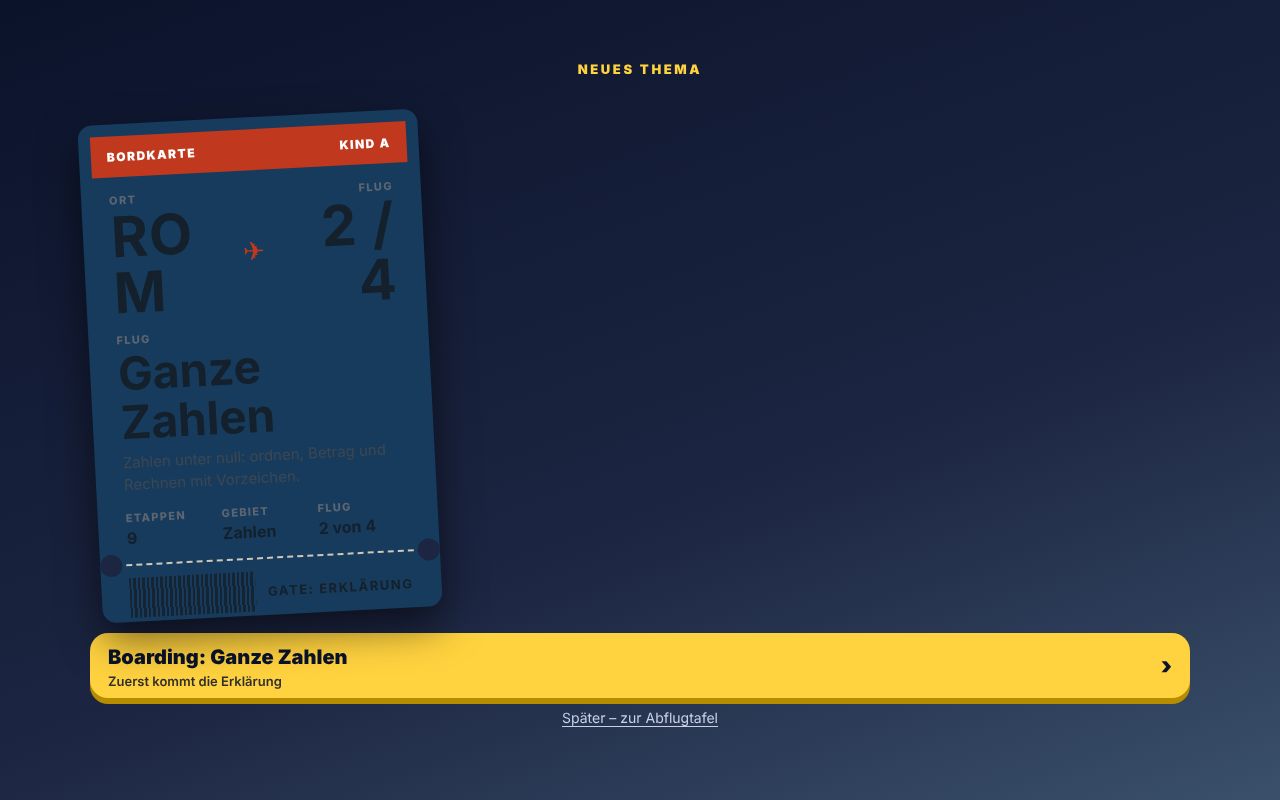 NEUES THEMA
BORDKARTE KIND A
ORT FLUG
RO 2 /
M 4
FLUG
Ganze
Zahlen
Zahlen unter null: ordnen, Betrag und
Rechnen mit Vorzeichen.
ETAPPEN GEBIET FLUG
9 Zahlen 2 von 4
GATE: ERKLÄRUNG
Boarding: Ganze Zahlen
Zuerst kommt die Erklärung
Später – zur Abflugtafel